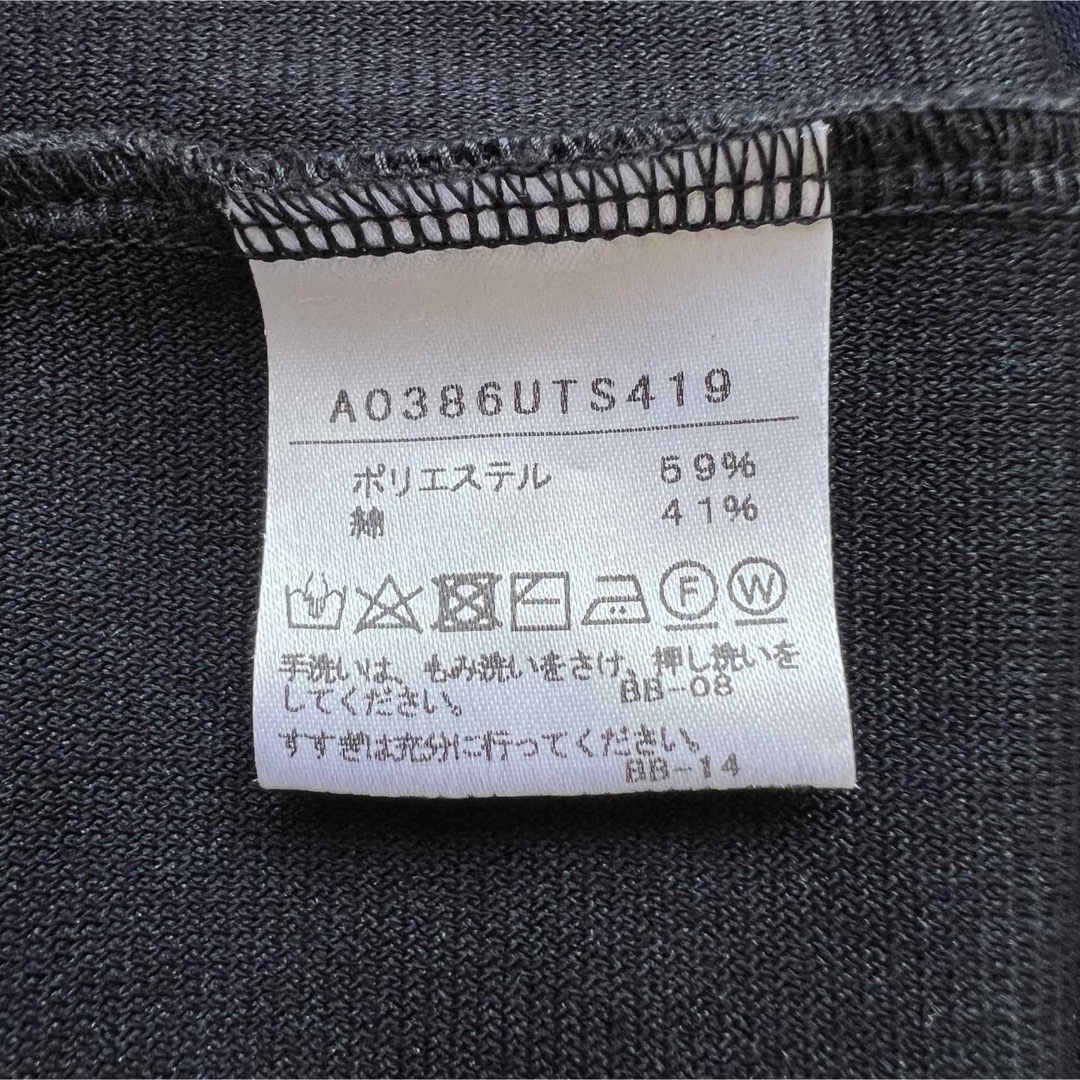 A0386UTS419
ポリエステル 59%
綿 41%
F W
手洗いは、もみ洗いをさけ、押し洗いを
してください。 BB-08
すすぎは充分に行ってください。
BB-14